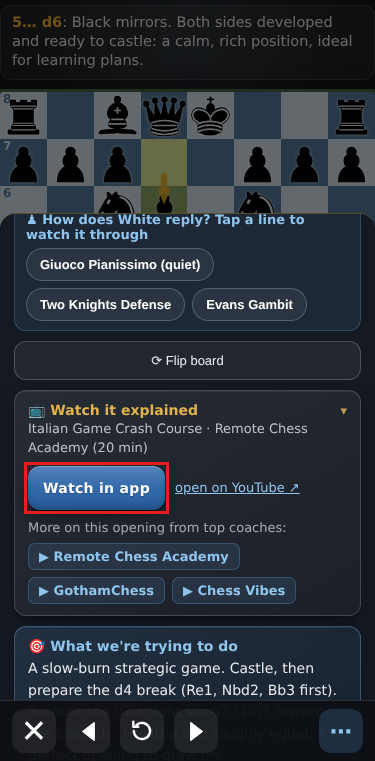 5... d6: Black mirrors. Both sides developed
and ready to castle: a calm, rich position, ideal
for learning plans.
8
7
6
♟ How does White reply? Tap a line to
watch it through
Giuoco Pianissimo (quiet)
Two Knights Defense
Evans Gambit
⟳ Flip board
📺 Watch it explained ▾
Italian Game Crash Course · Remote Chess
Academy (20 min)
Watch in app
open on YouTube ↗
More on this opening from top coaches:
▶ Remote Chess Academy
▶ GothamChess
▶ Chess Vibes
🎯 What we're trying to do
A slow-burn strategic game. Castle, then
prepare the d4 break (Re1, Nbd2, Bb3 first).